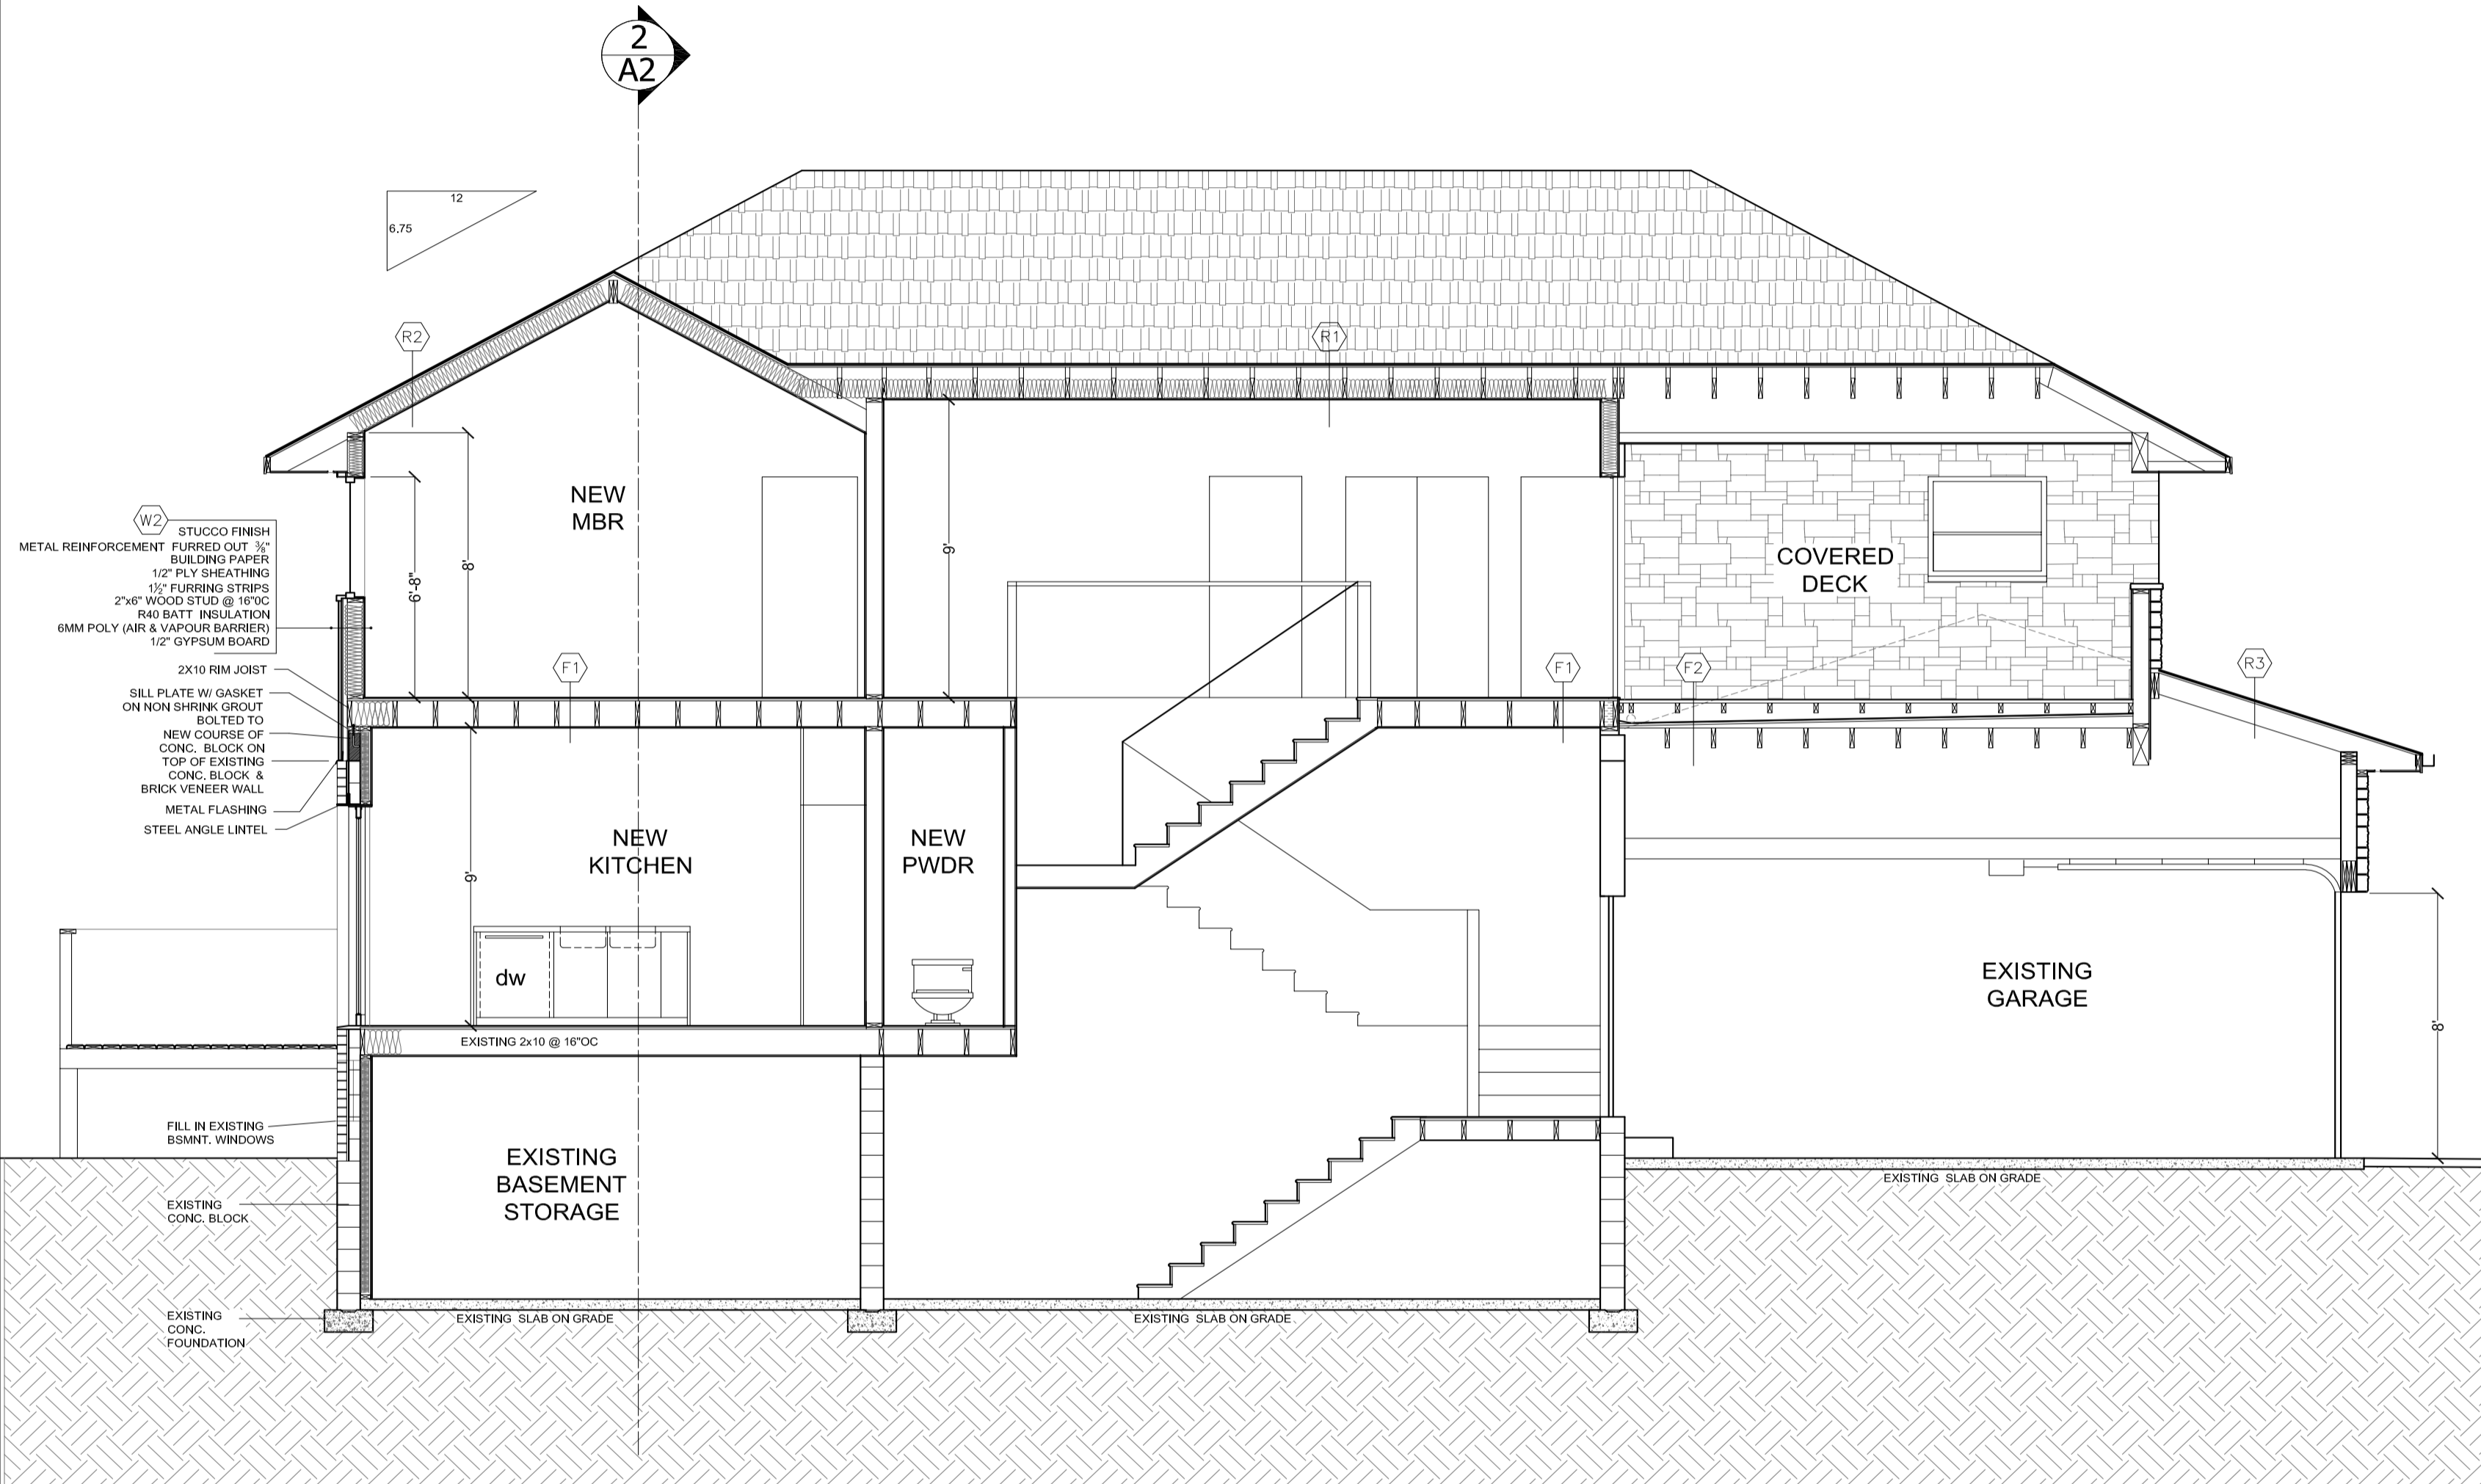 2
A2
12
6.75
R2
R1
NEW
MBR
9'
8'
6'-8"
COVERED
DECK
W2
STUCCO FINISH
METAL REINFORCEMENT FURRED OUT ⅜"
BUILDING PAPER
1/2" PLY SHEATHING
1½" FURRING STRIPS
2"x6" WOOD STUD @ 16"0C
R40 BATT INSULATION
6MM POLY (AIR & VAPOUR BARRIER)
1/2" GYPSUM BOARD
2X10 RIM JOIST
SILL PLATE W/ GASKET
ON NON SHRINK GROUT
BOLTED TO
NEW COURSE OF
CONC. BLOCK ON
TOP OF EXISTING
CONC. BLOCK &
BRICK VENEER WALL
METAL FLASHING
STEEL ANGLE LINTEL
F1
F1
F2
R3
NEW
KITCHEN
9'
NEW
PWDR
dw
EXISTING
GARAGE
8'
EXISTING 2x10 @ 16"OC
FILL IN EXISTING
BSMNT. WINDOWS
EXISTING
BASEMENT
STORAGE
EXISTING SLAB ON GRADE
EXISTING
CONC. BLOCK
EXISTING
CONC.
FOUNDATION
EXISTING SLAB ON GRADE
EXISTING SLAB ON GRADE